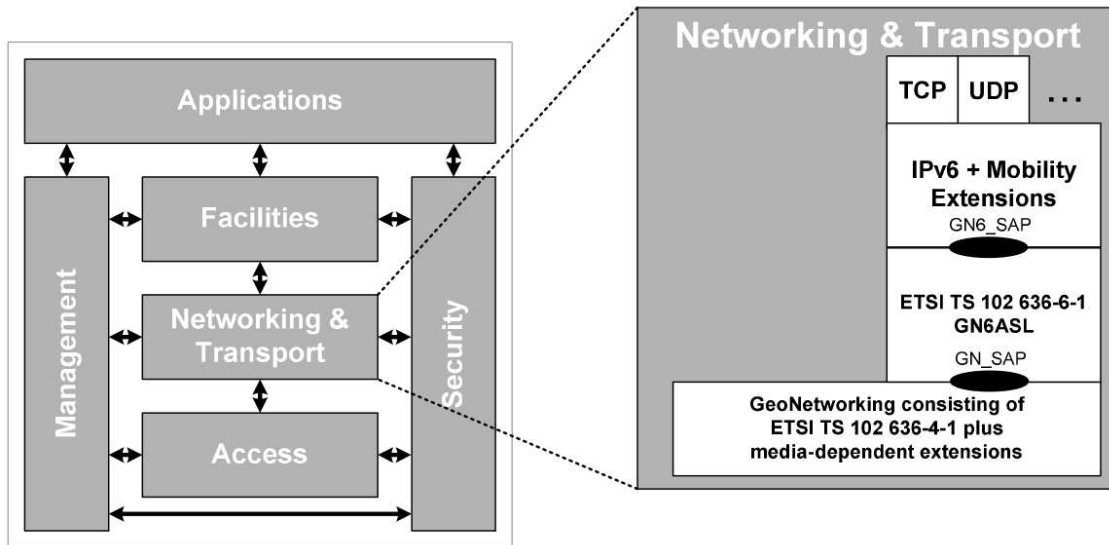 Applications
Facilities
Management
Networking &
Transport
Security
Access
Networking & Transport
TCP
UDP
...
IPv6 + Mobility
Extensions
GN6_SAP
ETSI TS 102 636-6-1
GN6ASL
GN_SAP
GeoNetworking consisting of
ETSI TS 102 636-4-1 plus
media-dependent extensions